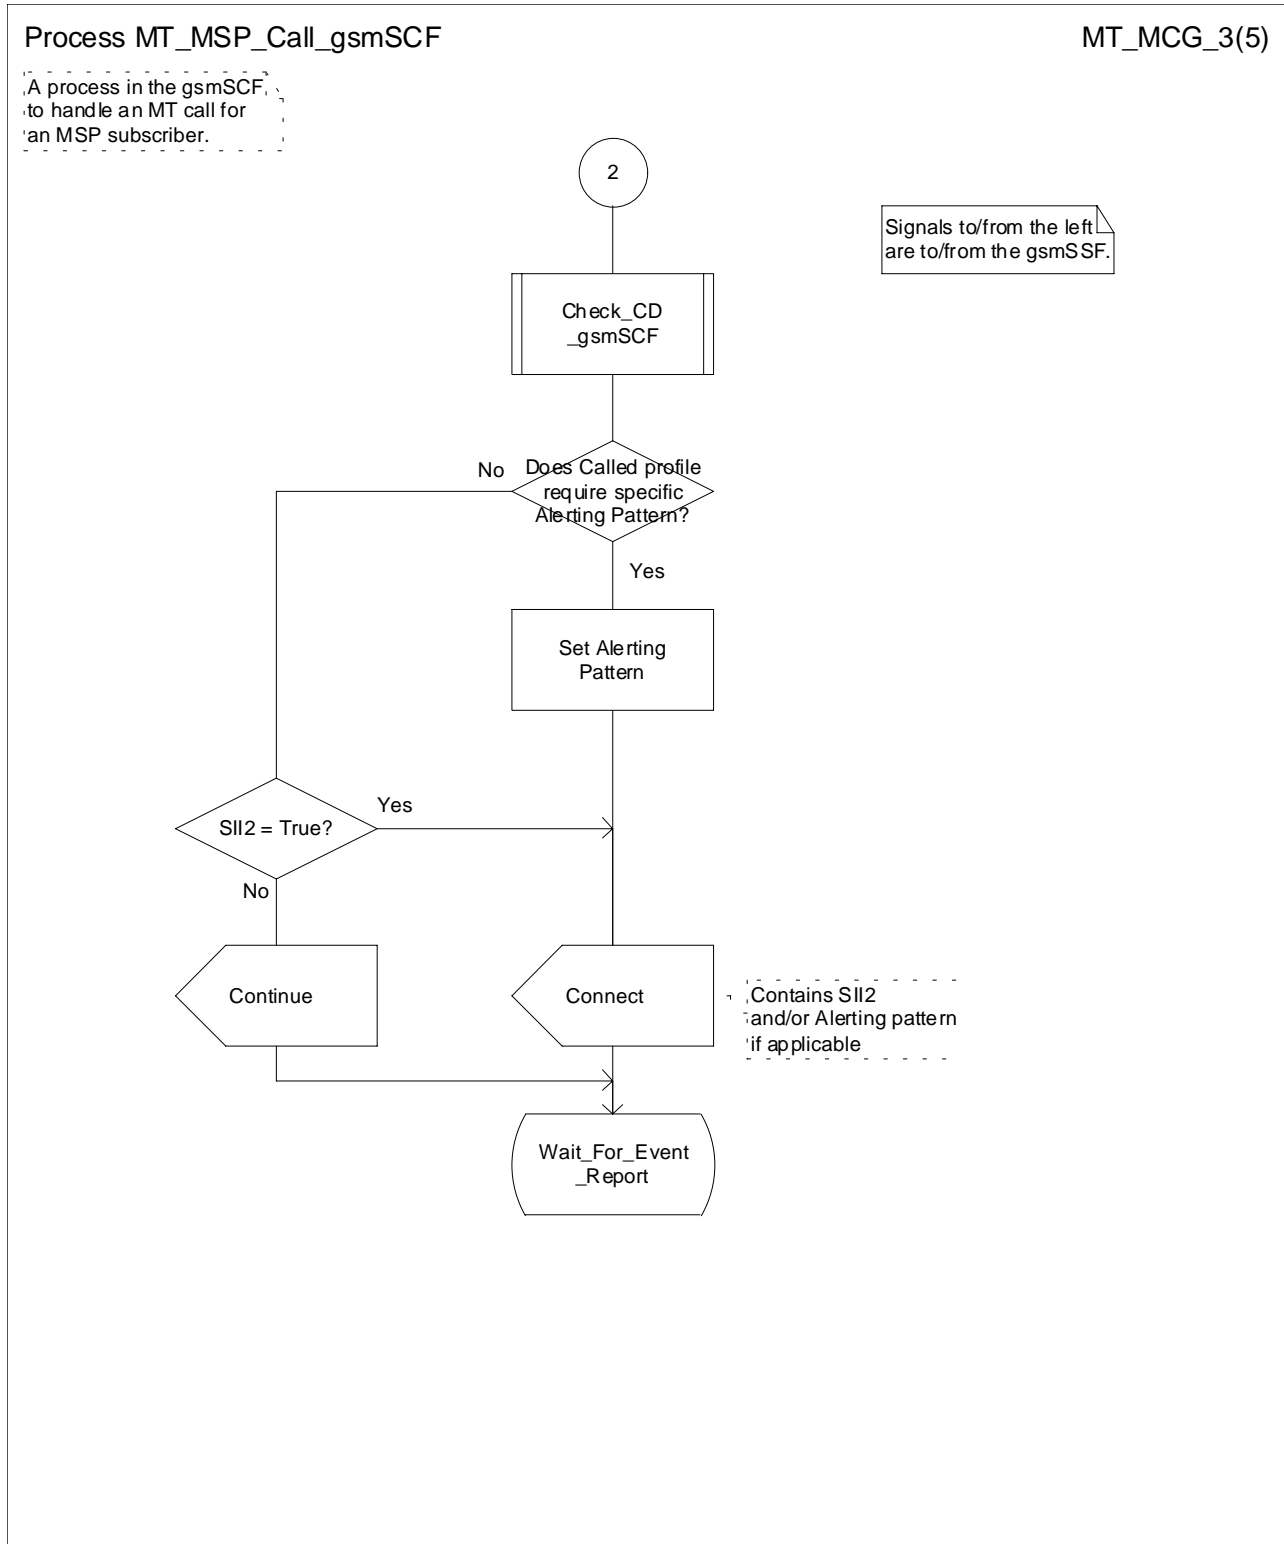 Process MT_MSP_Call_gsmSCF
MT_MCG_3(5)
A process in the gsmSCF
to handle an MT call for
an MSP subscriber.
2
Signals to/from the left
are to/from the gsmSSF.
Check_CD
_gsmSCF
No
Does Called profile
require specific
Alerting Pattern?
Yes
Set Alerting
Pattern
SII2 = True?
Yes
No
Continue
Connect
Contains SII2
and/or Alerting pattern
if applicable
Wait_For_Event
_Report